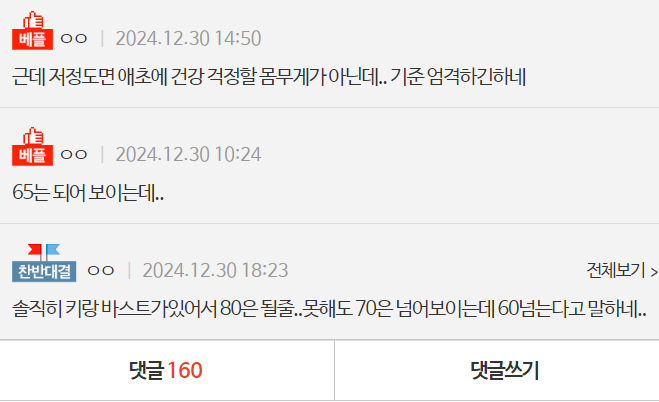 베플 ㅇㅇ | 2024.12.30 14:50
근데 저정도면 애초에 건강 걱정할 몸무게가 아닌데.. 기준 엄격하긴하네
베플 ㅇㅇ | 2024.12.30 10:24
65는 되어 보이는데..
찬반대결 ㅇㅇ | 2024.12.30 18:23 전체보기 >
솔직히 키랑 바스트가있어서 80은 될줄..못해도 70은 넘어보이는데 60넘는다고 말하네..
댓글 160 댓글쓰기